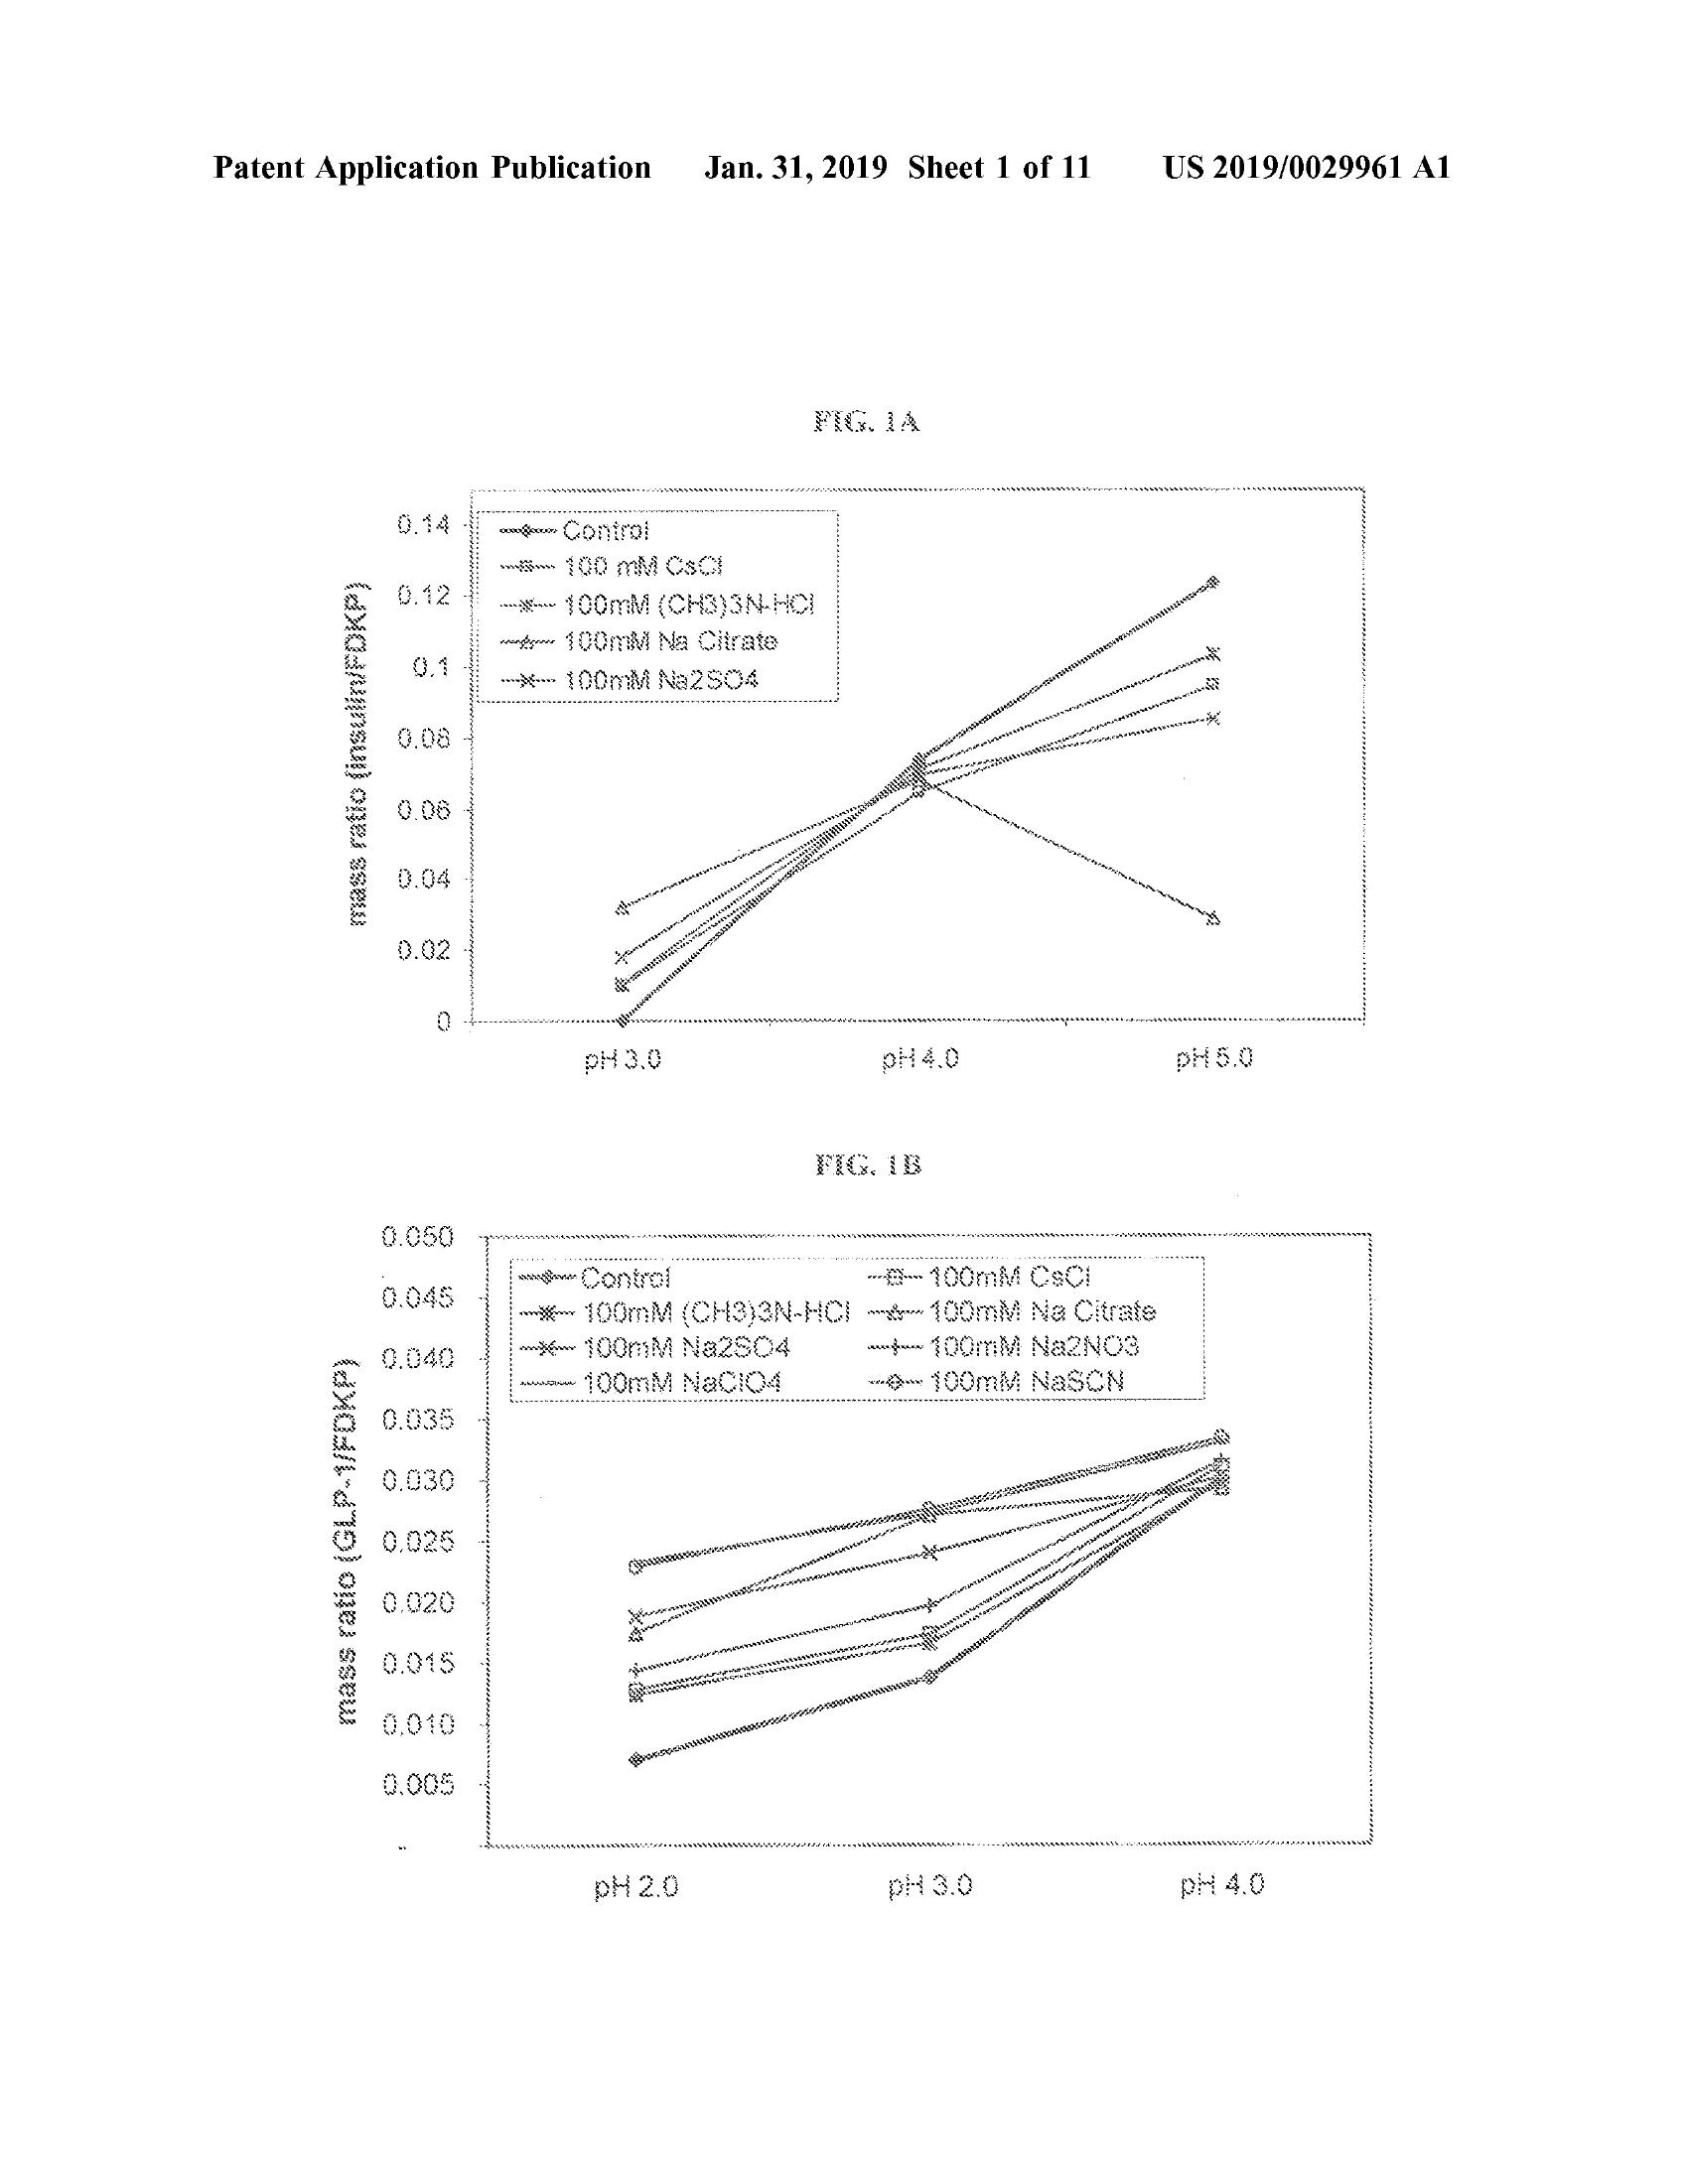 Patent Application Publication Jan. 31, 2019 Sheet 1 of 11 US 2019/0029961 A1
FIG. 1A
mass ratio (insulin/FDKP)
0.14
0.12
0.1
0.08
0.06
0.04
0.02
0
Control
100 mM CsCl
100mM (CH3)3N-HCl
100mM Na Citrate
100mM Na2SO4
pH 3.0 pH 4.0 pH 5.0
FIG. 1B
mass ratio (GLP-1/FDKP)
0.050
0.045
0.040
0.035
0.030
0.025
0.020
0.015
0.010
0.005
Control 100mM CsCl
100mM (CH3)3N-HCl 100mM Na Citrate
100mM Na2SO4 100mM Na2NO3
100mM NaClO4 100mM NaSCN
pH 2.0 pH 3.0 pH 4.0